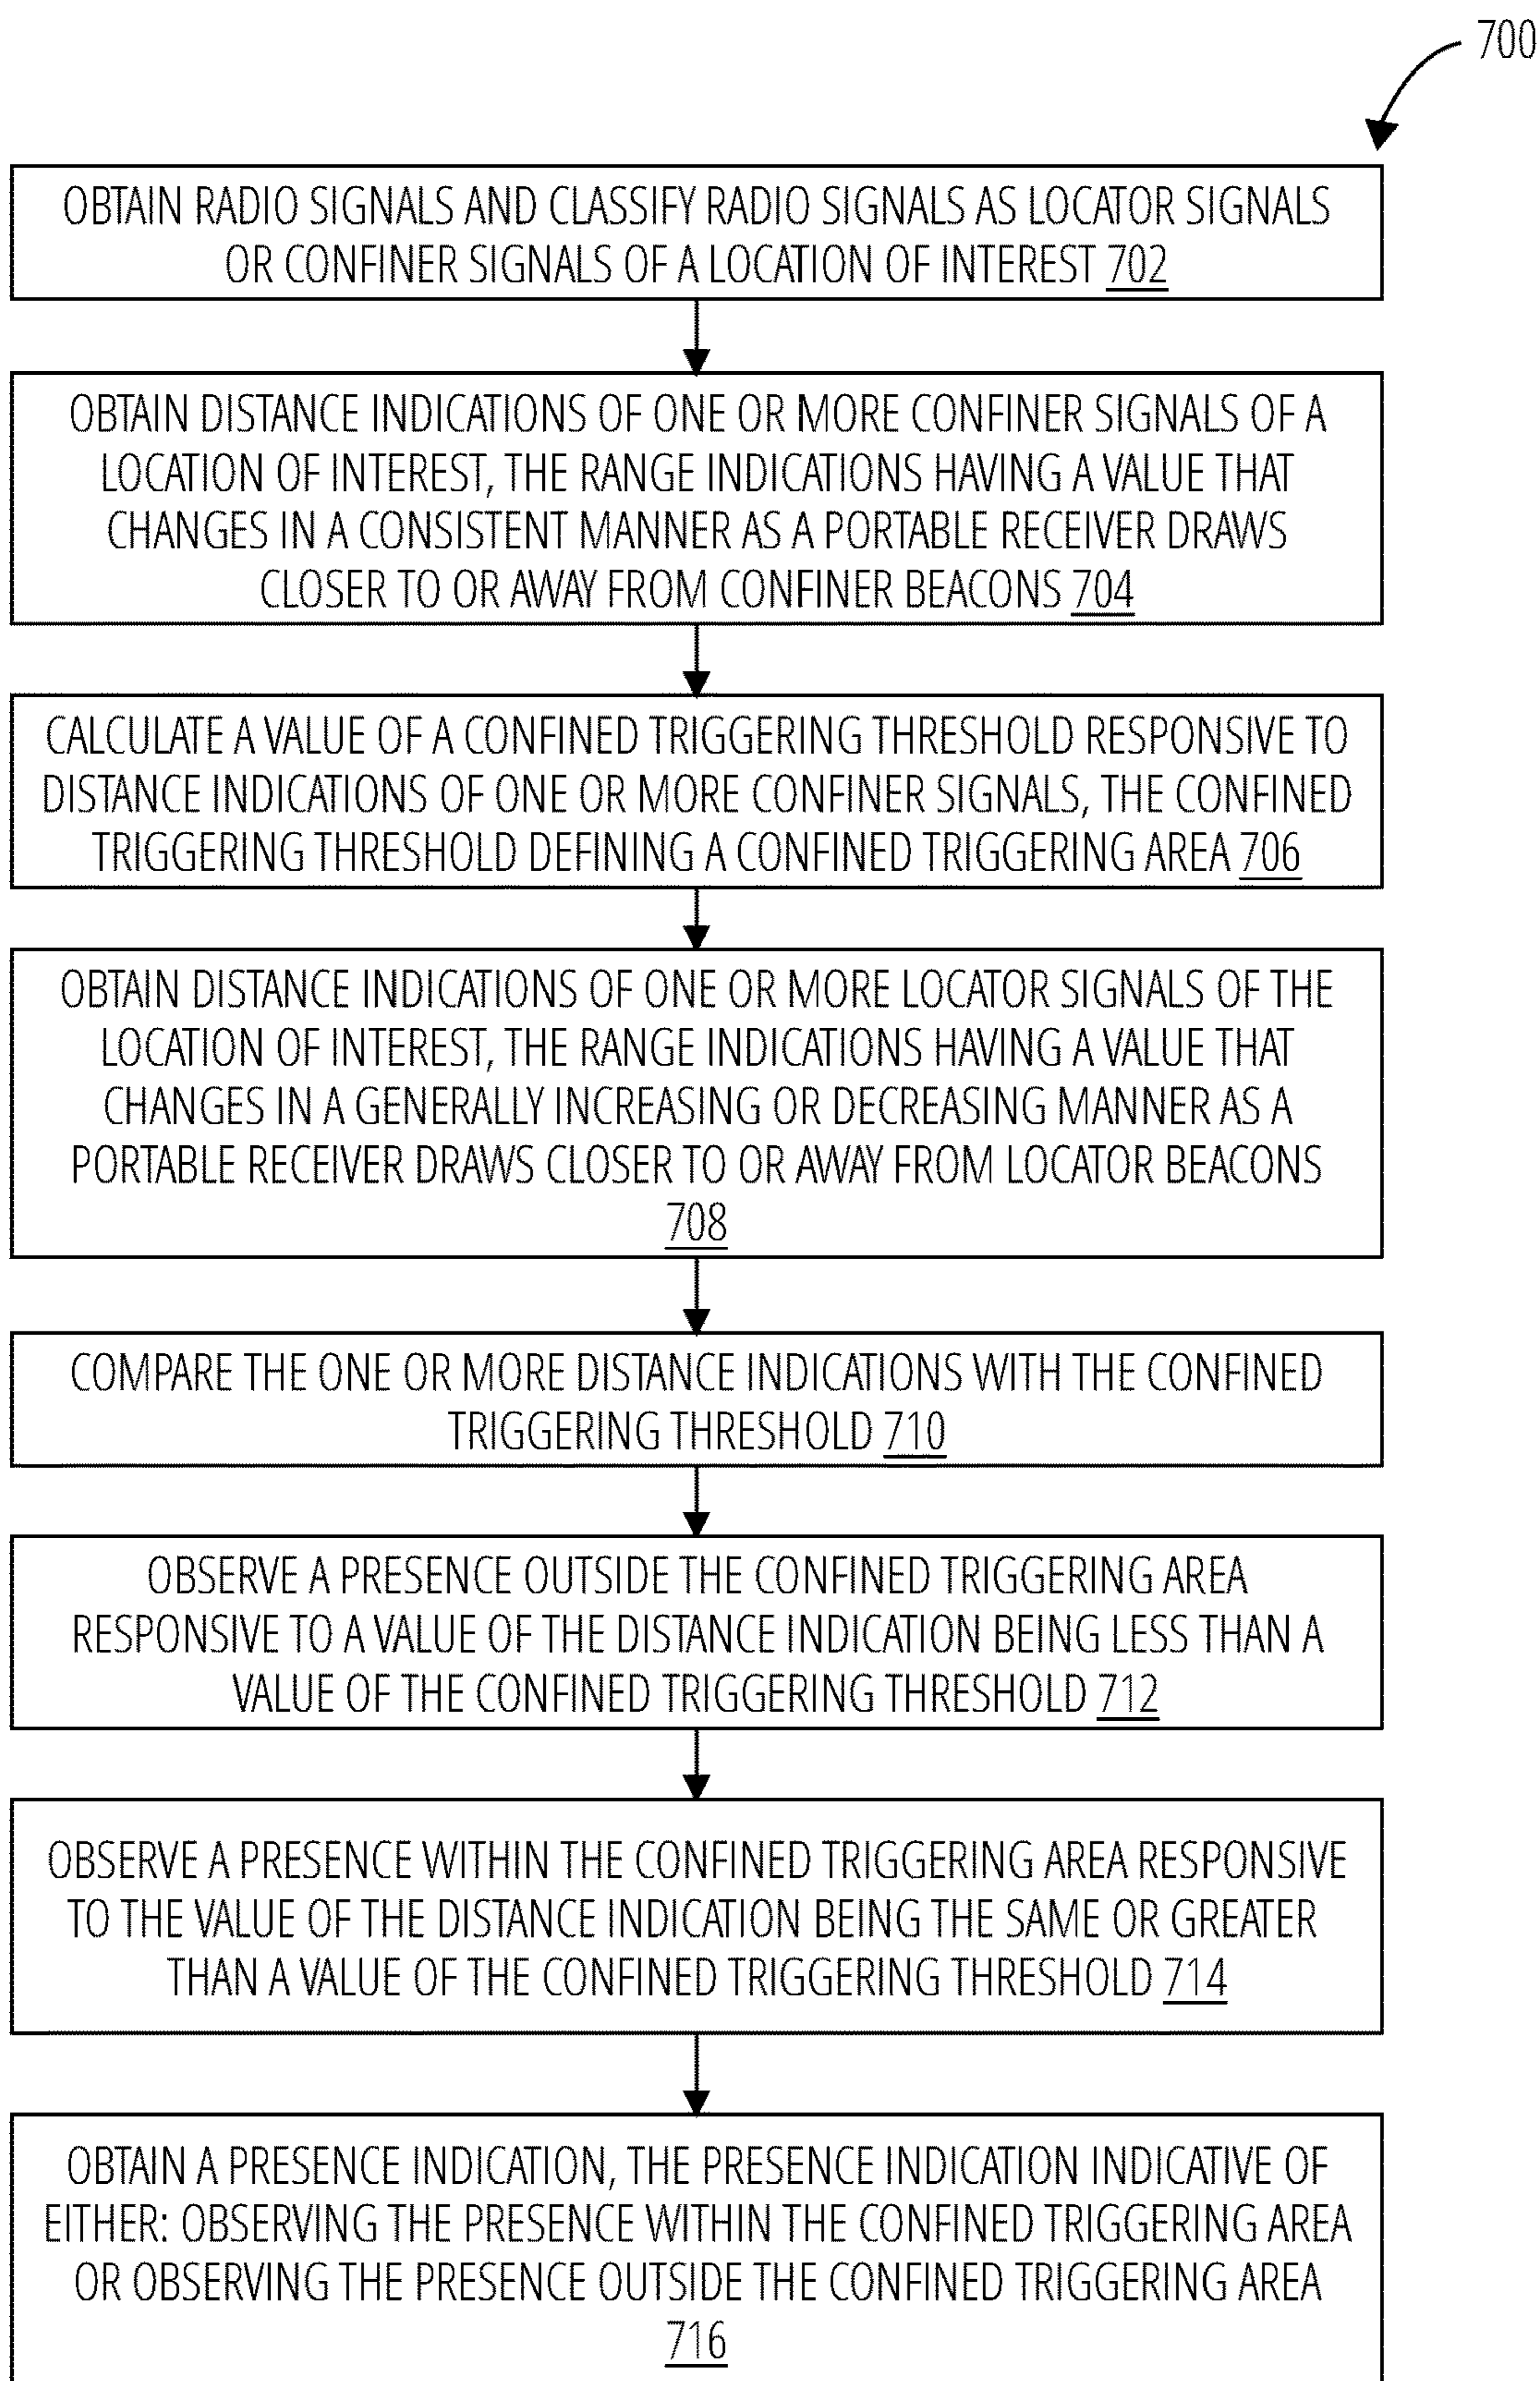 700
OBTAIN RADIO SIGNALS AND CLASSIFY RADIO SIGNALS AS LOCATOR SIGNALS
OR CONFINER SIGNALS OF A LOCATION OF INTEREST 702
OBTAIN DISTANCE INDICATIONS OF ONE OR MORE CONFINER SIGNALS OF A
LOCATION OF INTEREST, THE RANGE INDICATIONS HAVING A VALUE THAT
CHANGES IN A CONSISTENT MANNER AS A PORTABLE RECEIVER DRAWS
CLOSER TO OR AWAY FROM CONFINER BEACONS 704
CALCULATE A VALUE OF A CONFINED TRIGGERING THRESHOLD RESPONSIVE TO
DISTANCE INDICATIONS OF ONE OR MORE CONFINER SIGNALS, THE CONFINED
TRIGGERING THRESHOLD DEFINING A CONFINED TRIGGERING AREA 706
OBTAIN DISTANCE INDICATIONS OF ONE OR MORE LOCATOR SIGNALS OF THE
LOCATION OF INTEREST, THE RANGE INDICATIONS HAVING A VALUE THAT
CHANGES IN A GENERALLY INCREASING OR DECREASING MANNER AS A
PORTABLE RECEIVER DRAWS CLOSER TO OR AWAY FROM LOCATOR BEACONS
708
COMPARE THE ONE OR MORE DISTANCE INDICATIONS WITH THE CONFINED
TRIGGERING THRESHOLD 710
OBSERVE A PRESENCE OUTSIDE THE CONFINED TRIGGERING AREA
RESPONSIVE TO A VALUE OF THE DISTANCE INDICATION BEING LESS THAN A
VALUE OF THE CONFINED TRIGGERING THRESHOLD 712
OBSERVE A PRESENCE WITHIN THE CONFINED TRIGGERING AREA RESPONSIVE
TO THE VALUE OF THE DISTANCE INDICATION BEING THE SAME OR GREATER
THAN A VALUE OF THE CONFINED TRIGGERING THRESHOLD 714
OBTAIN A PRESENCE INDICATION, THE PRESENCE INDICATION INDICATIVE OF
EITHER: OBSERVING THE PRESENCE WITHIN THE CONFINED TRIGGERING AREA
OR OBSERVING THE PRESENCE OUTSIDE THE CONFINED TRIGGERING AREA
716